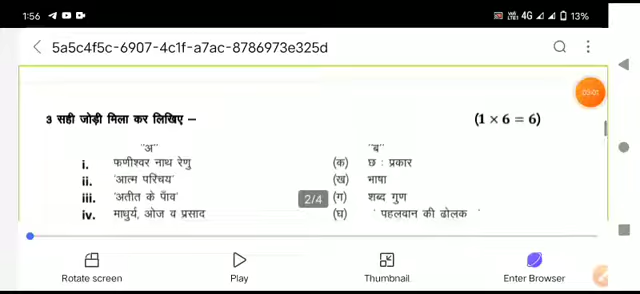 1:56 4G 13%
5a5c4f5c-6907-4c1f-a7ac-8786973e325d
03:01
3 सही जोड़ी मिला कर लिखिए – (1 × 6 = 6)
"अ" "ब"
i. फणीश्वर नाथ रेणु (क) छः प्रकार
ii. 'आत्म परिचय' (ख) भाषा
iii. 'अतीत के पाँव' (ग) शब्द गुण
2/4
iv. माधुर्य, ओज व प्रसाद (घ) ' पहलवान की ढोलक '
Rotate screen Play Thumbnail Enter Browser